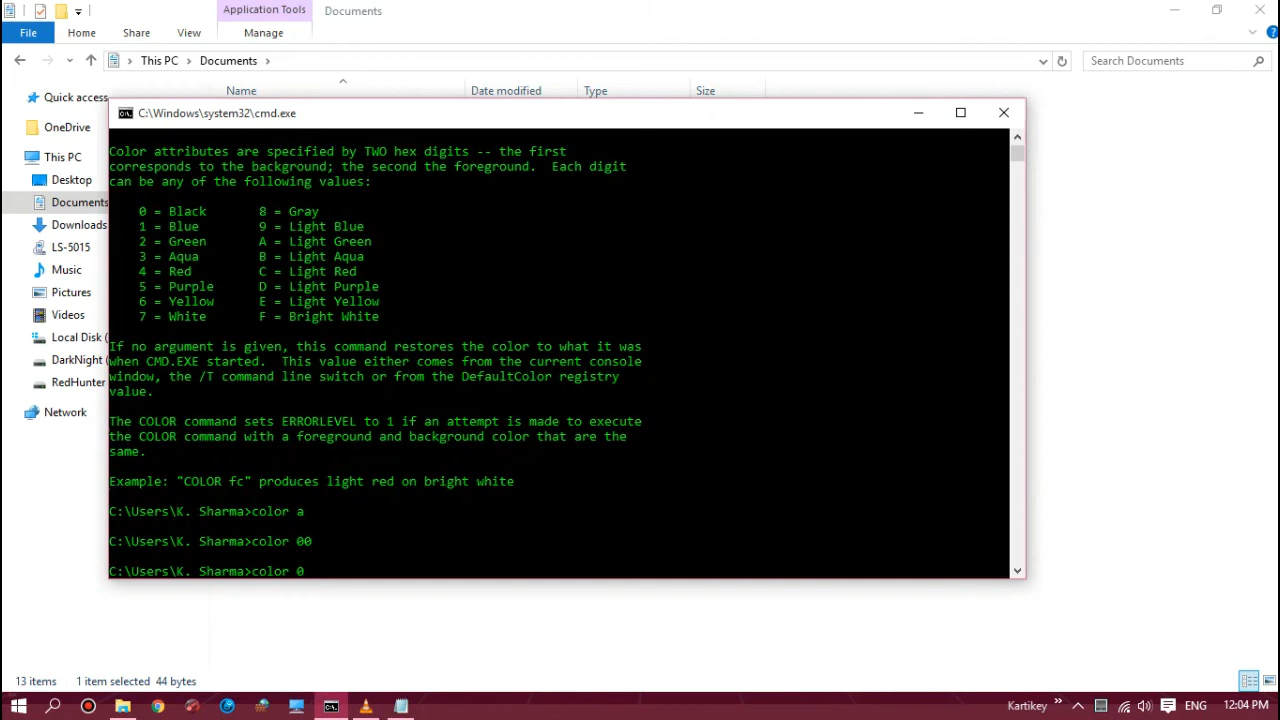 Application Tools
Documents
File
Home
Share
View
Manage
This PC
Documents
Search Documents
Name
Date modified
Type
Size
Quick access
OneDrive
This PC
Desktop
Documents
Downloads
LS-5015
Music
Pictures
Videos
Local Disk (
DarkNight (
RedHunter
Network
C:\Windows\system32\cmd.exe
Color attributes are specified by TWO hex digits -- the first
corresponds to the background; the second the foreground.  Each digit
can be any of the following values:
0 = Black       8 = Gray
1 = Blue        9 = Light Blue
2 = Green       A = Light Green
3 = Aqua        B = Light Aqua
4 = Red         C = Light Red
5 = Purple      D = Light Purple
6 = Yellow      E = Light Yellow
7 = White       F = Bright White
If no argument is given, this command restores the color to what it was
when CMD.EXE started.  This value either comes from the current console
window, the /T command line switch or from the DefaultColor registry
value.
The COLOR command sets ERRORLEVEL to 1 if an attempt is made to execute
the COLOR command with a foreground and background color that are the
same.
Example: "COLOR fc" produces light red on bright white
C:\Users\K. Sharma>color a
C:\Users\K. Sharma>color 00
C:\Users\K. Sharma>color 0
13 items
1 item selected 44 bytes
Kartikey
ENG
12:04 PM